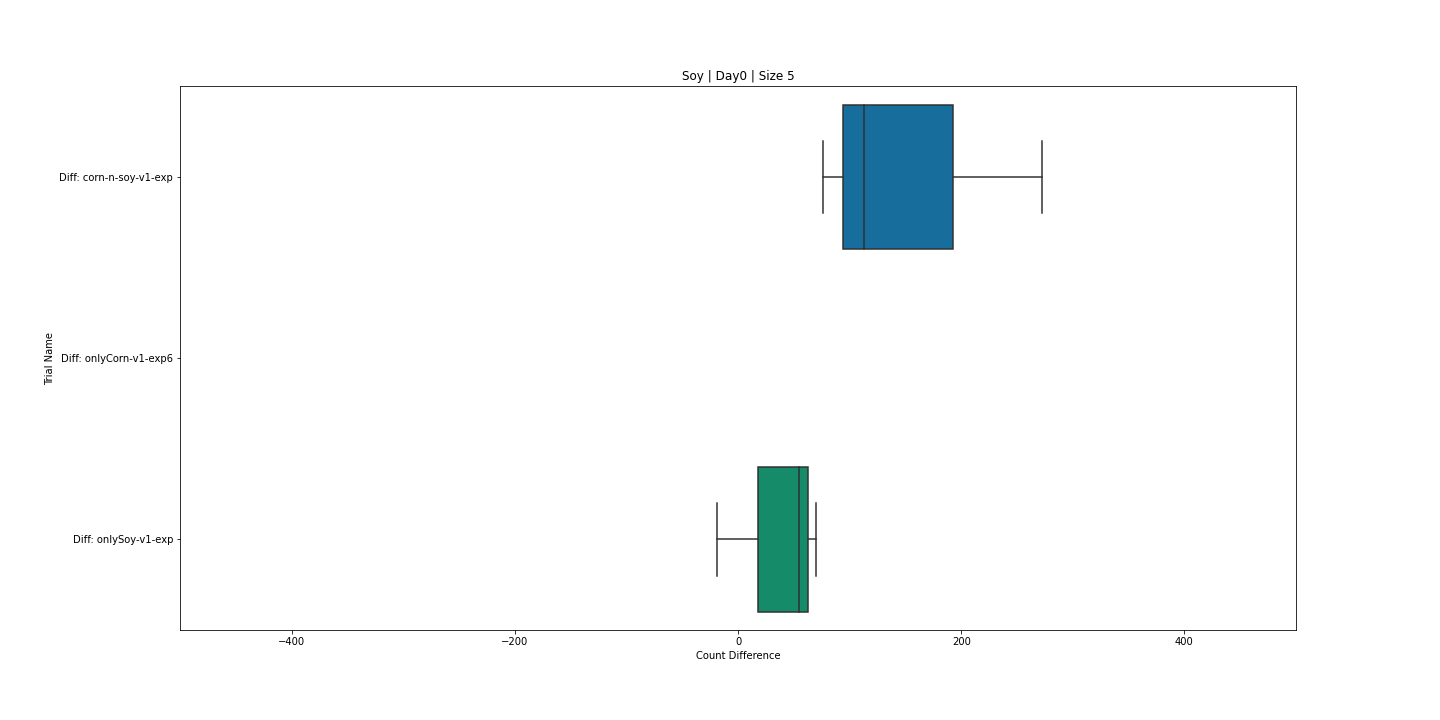 Soy | Day0 | Size 5
Diff: corn-n-soy-v1-exp
Diff: onlyCorn-v1-exp6
Diff: onlySoy-v1-exp
Trial Name
−400
−200
0
200
400
Count Difference